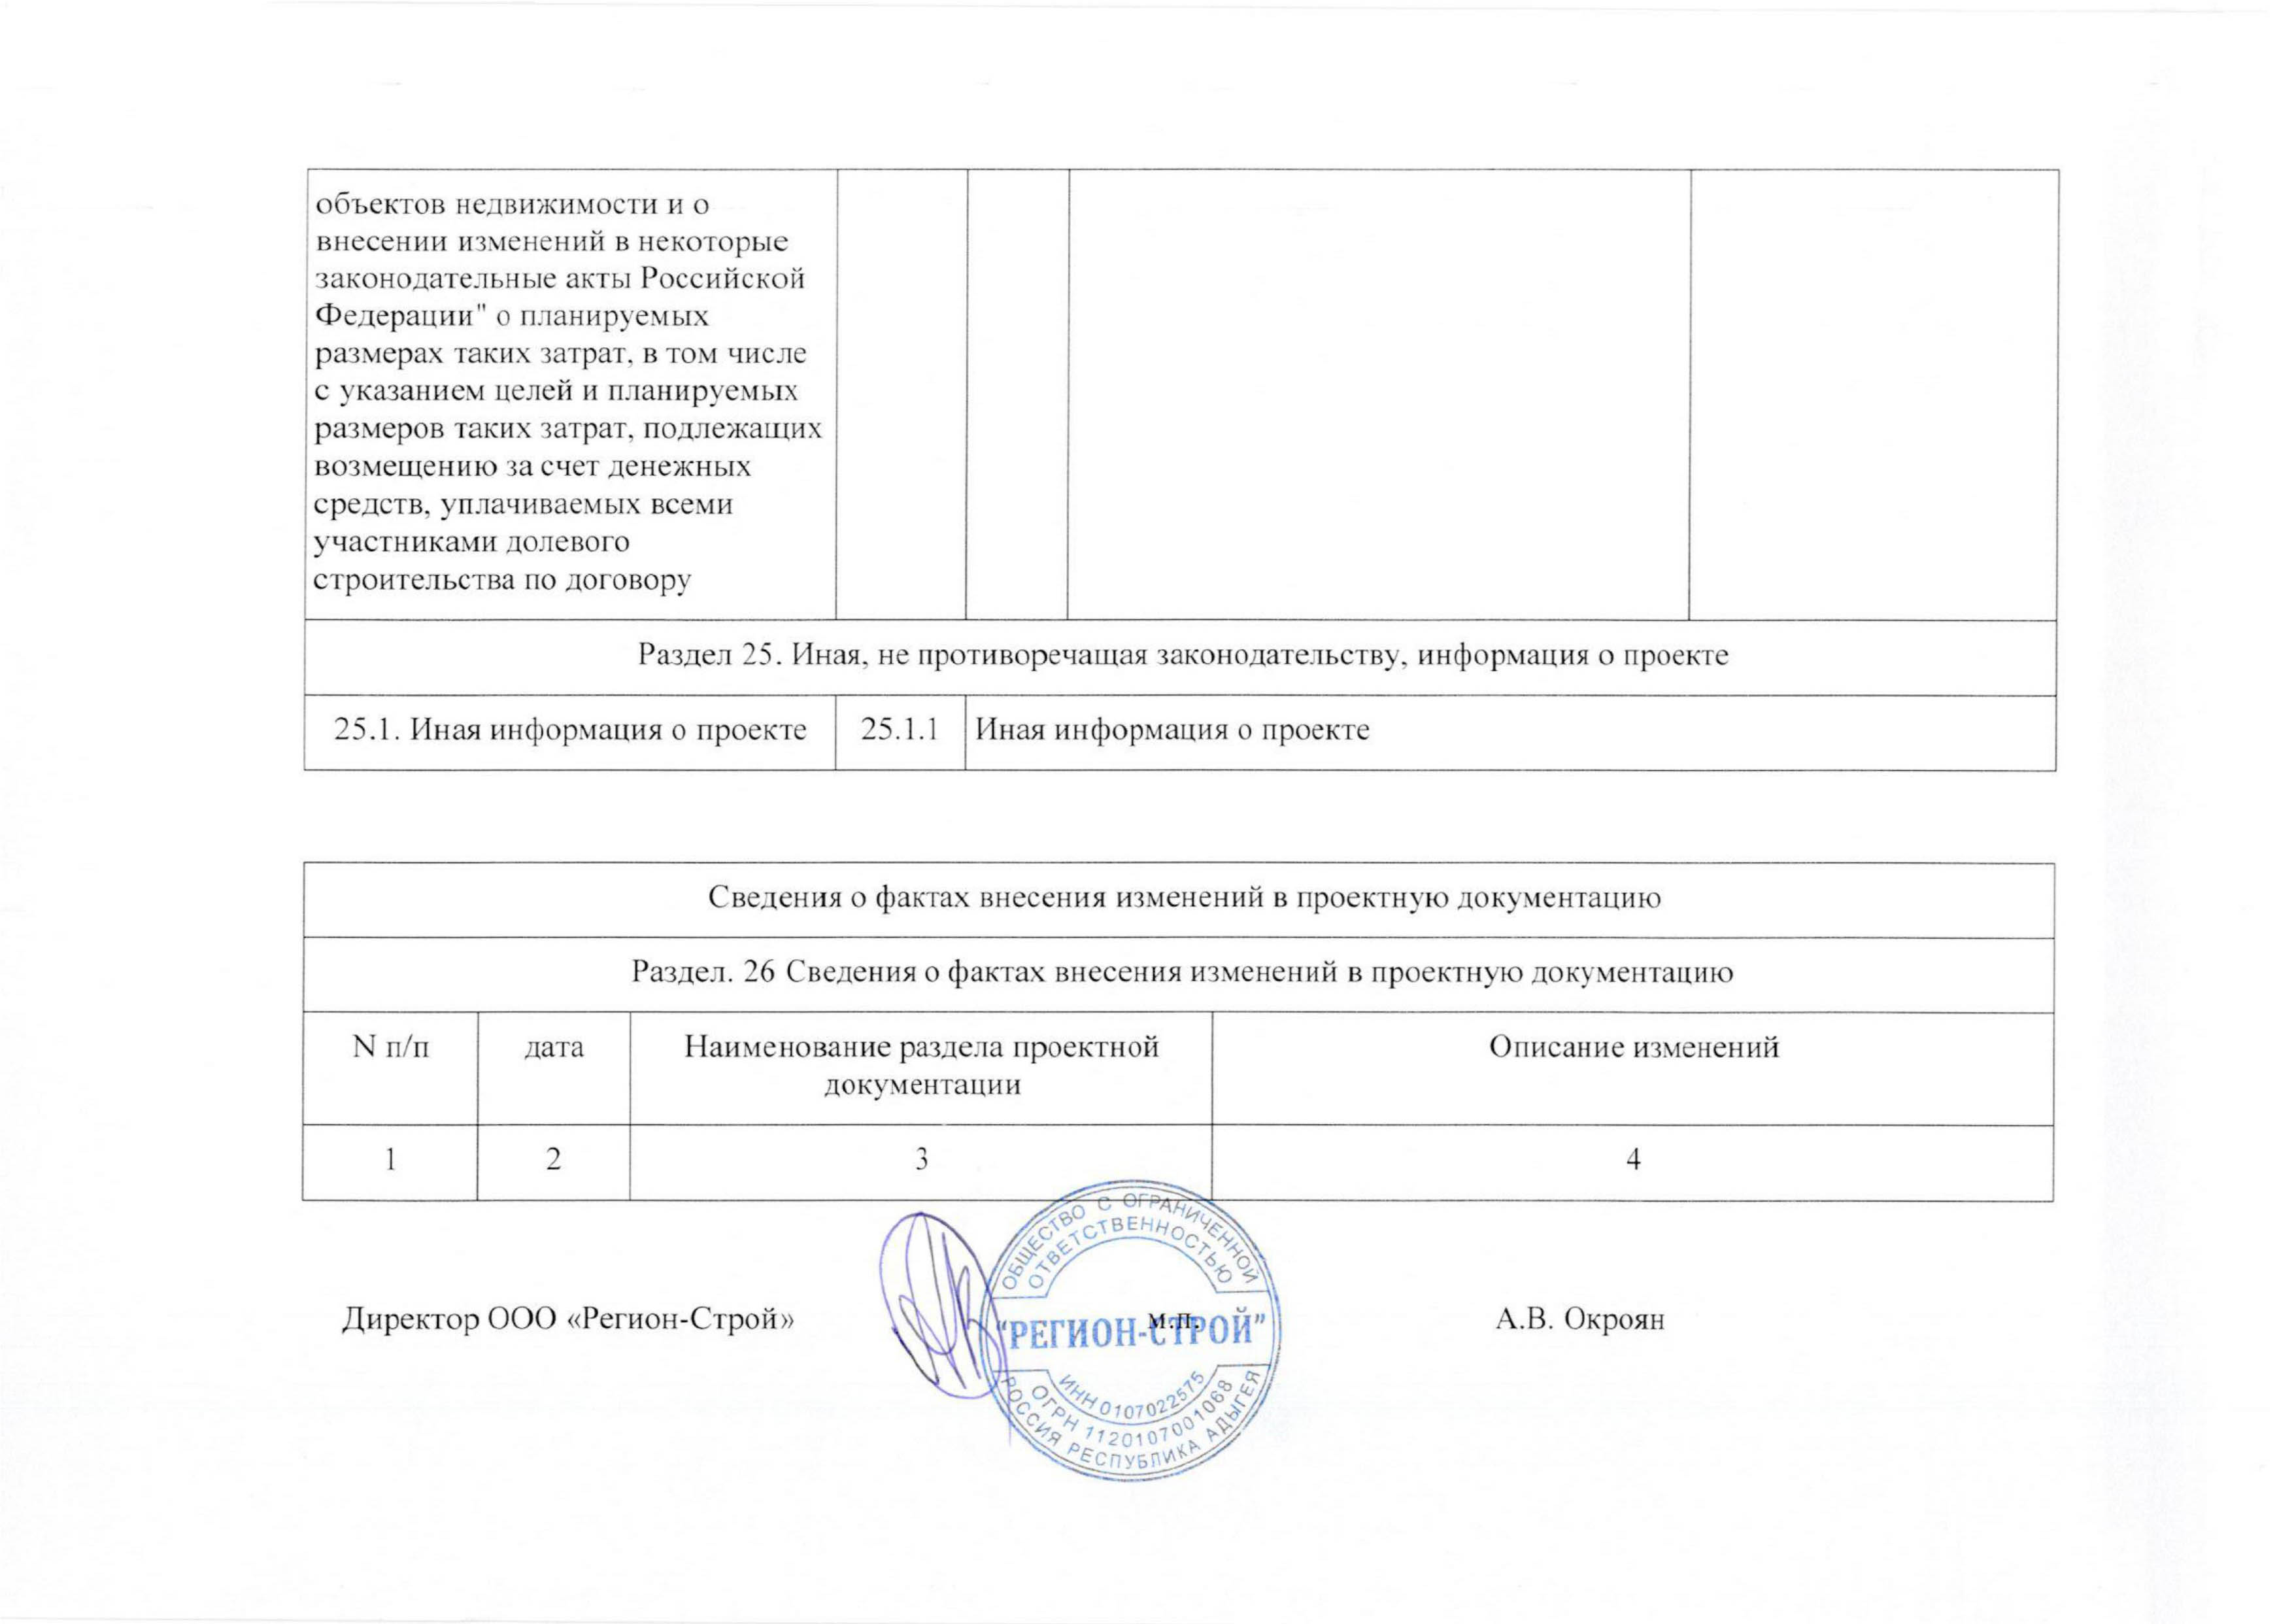 объектов недвижимости и о
внесении изменений в некоторые
законодательные акты Российской
Федерации" о планируемых
размерах таких затрат, в том числе
с указанием целей и планируемых
размеров таких затрат, подлежащих
возмещению за счет денежных
средств, уплачиваемых всеми
участниками долевого
строительства по договору
Раздел 25. Иная, не противоречащая законодательству, информация о проекте
25.1. Иная информация о проекте 25.1.1 Иная информация о проекте
Сведения о фактах внесения изменений в проектную документацию
Раздел. 26 Сведения о фактах внесения изменений в проектную документацию
N п/п дата Наименование раздела проектной Описание изменений
документации
1 2 3 4
Директор ООО «Регион-Строй» м.п. А.В. Окроян
ОБЩЕСТВО С ОГРАНИЧЕННОЙ
ОТВЕТСТВЕННОСТЬЮ
"РЕГИОН-СТРОЙ"
ИНН 0107022575
ОГРН 1120107001068
РОССИЯ РЕСПУБЛИКА АДЫГЕЯ